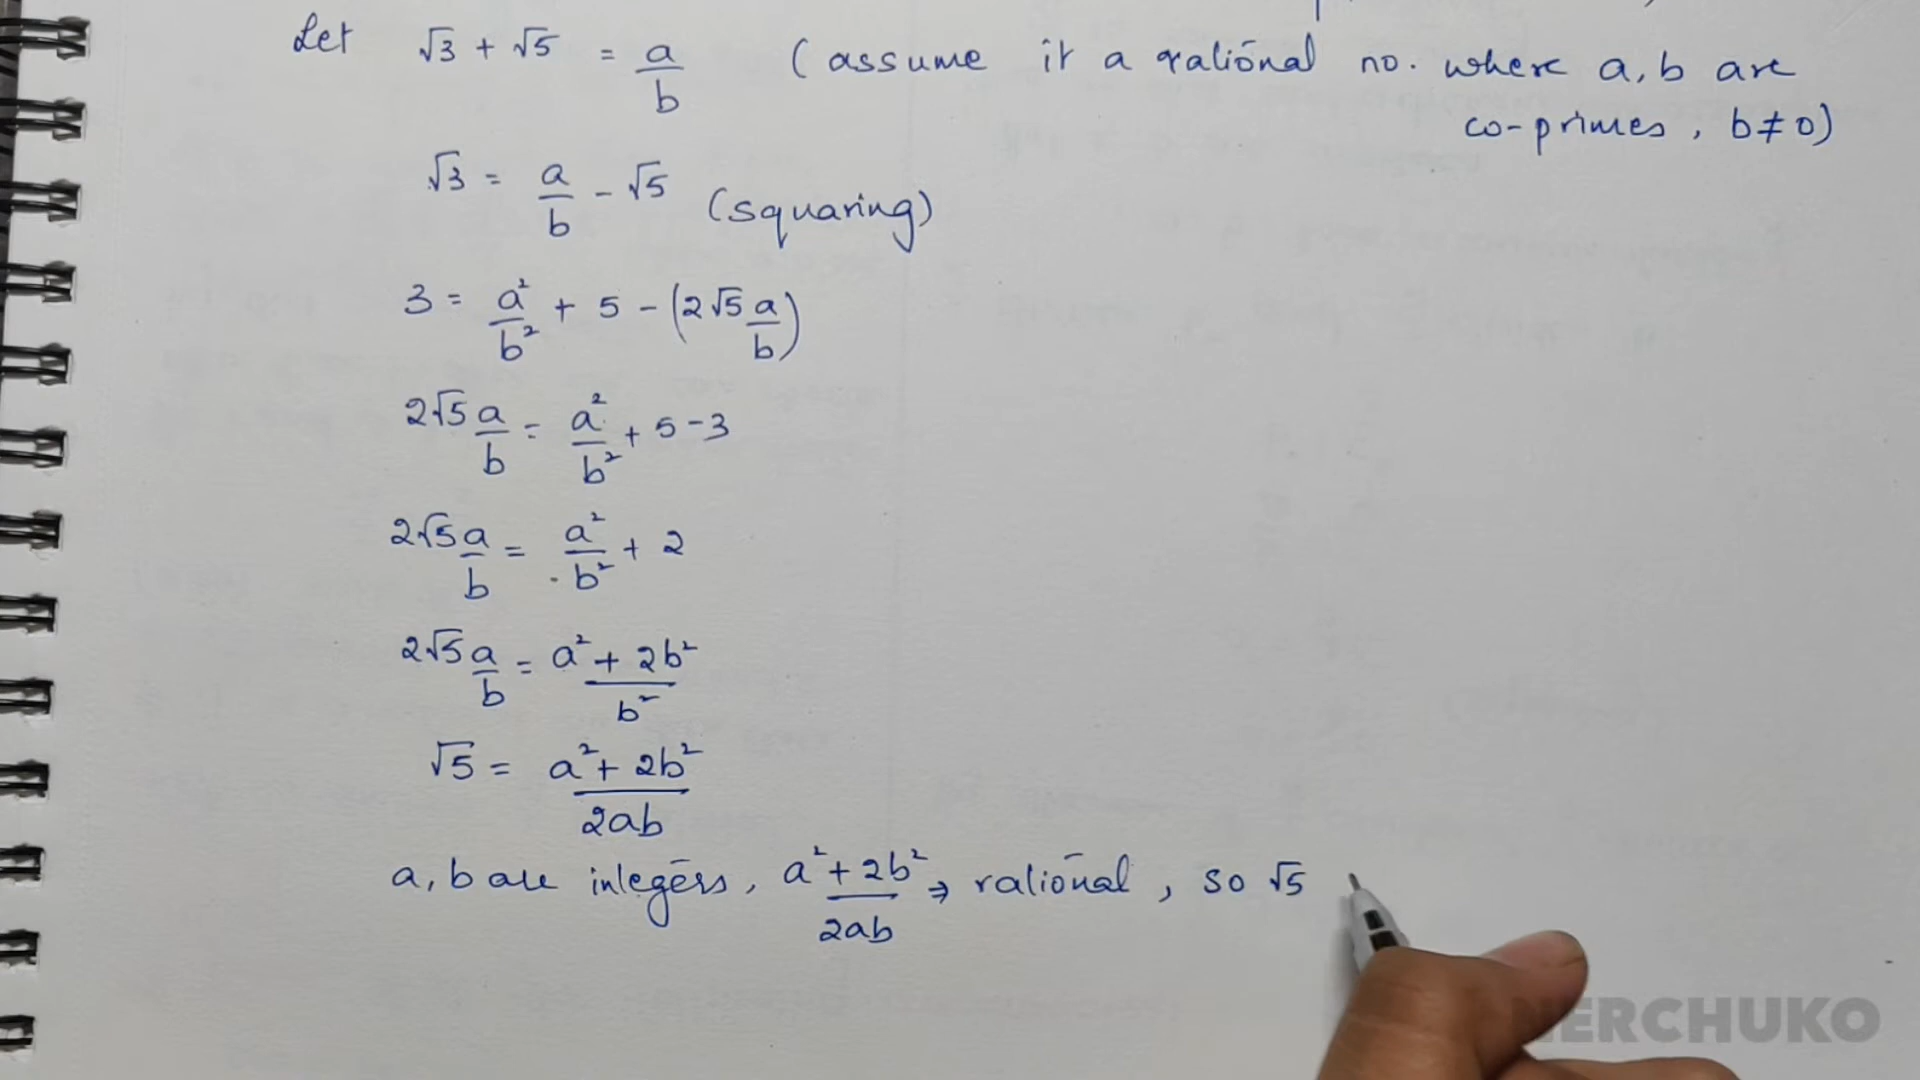 Let √3 + √5 = a/b (assume it a rational no. where a, b are
co-primes, b ≠ 0)
√3 = a/b - √5 (squaring)
3 = a²/b² + 5 - (2√5 a/b)
2√5 a/b = a²/b² + 5 - 3
2√5 a/b = a²/b² + 2
2√5 a/b = a² + 2b²/b²
√5 = a² + 2b²/2ab
a, b are integers, a² + 2b²/2ab ⇒ rational, so √5
NERCHUKO